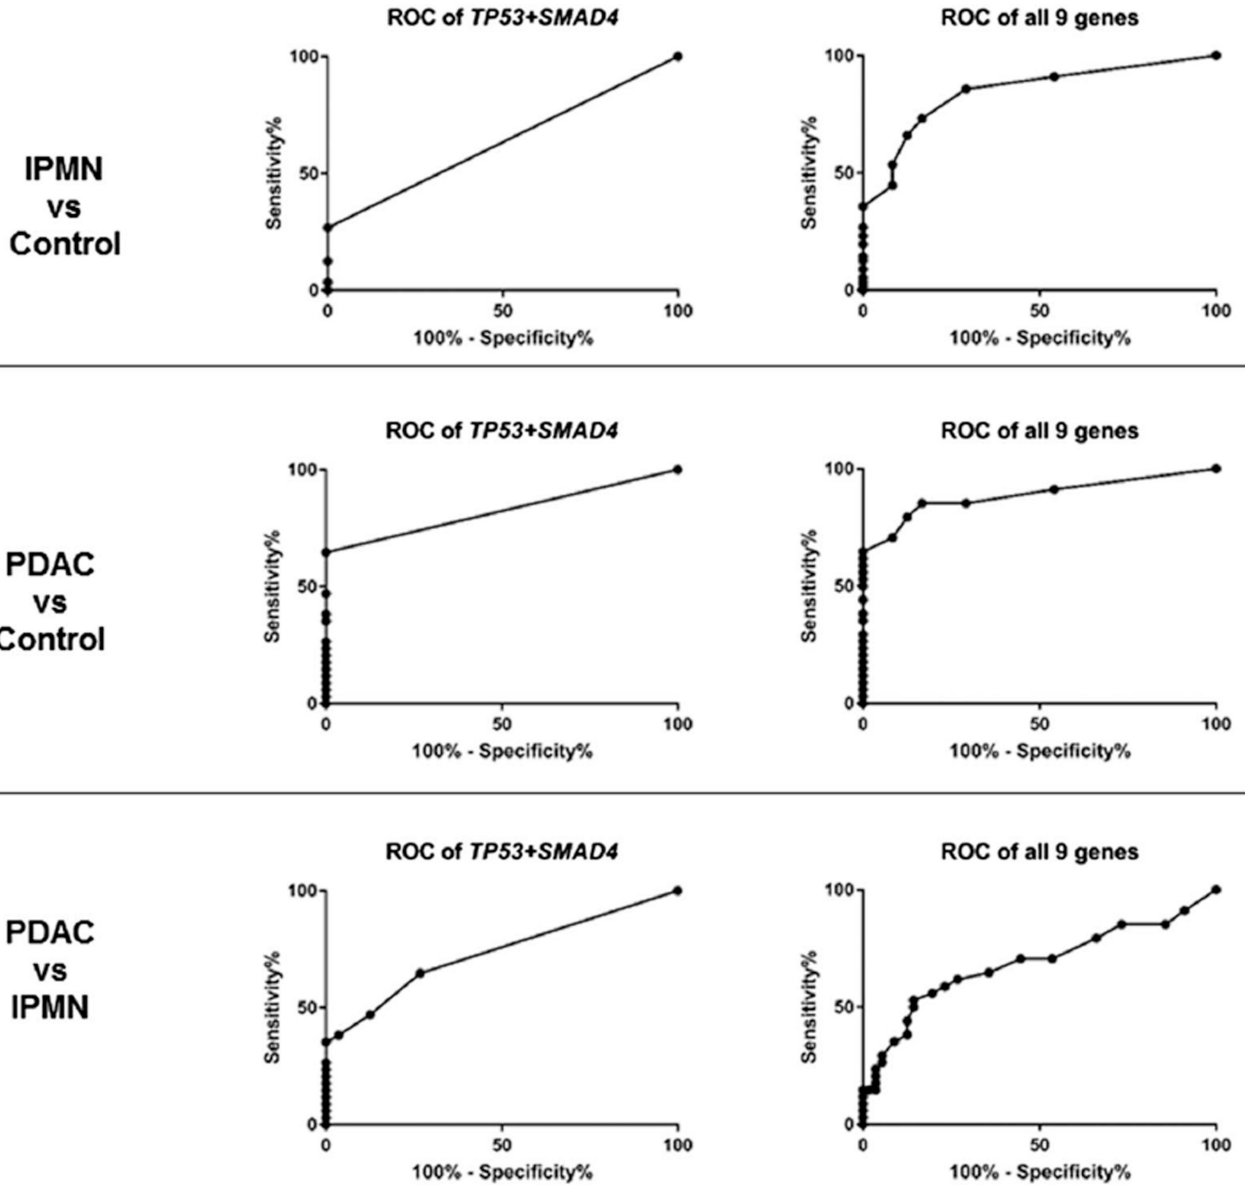 ROC of TP53+SMAD4
ROC of all 9 genes
IPMN
vs
Control
Sensitivity%
100
50
0
0
50
100
100% - Specificity%
Sensitivity%
100
50
0
0
50
100
100% - Specificity%
ROC of TP53+SMAD4
ROC of all 9 genes
PDAC
vs
Control
Sensitivity%
100
50
0
0
50
100
100% - Specificity%
Sensitivity%
100
50
0
0
50
100
100% - Specificity%
ROC of TP53+SMAD4
ROC of all 9 genes
PDAC
vs
IPMN
Sensitivity%
100
50
0
0
50
100
100% - Specificity%
Sensitivity%
100
50
0
0
50
100
100% - Specificity%